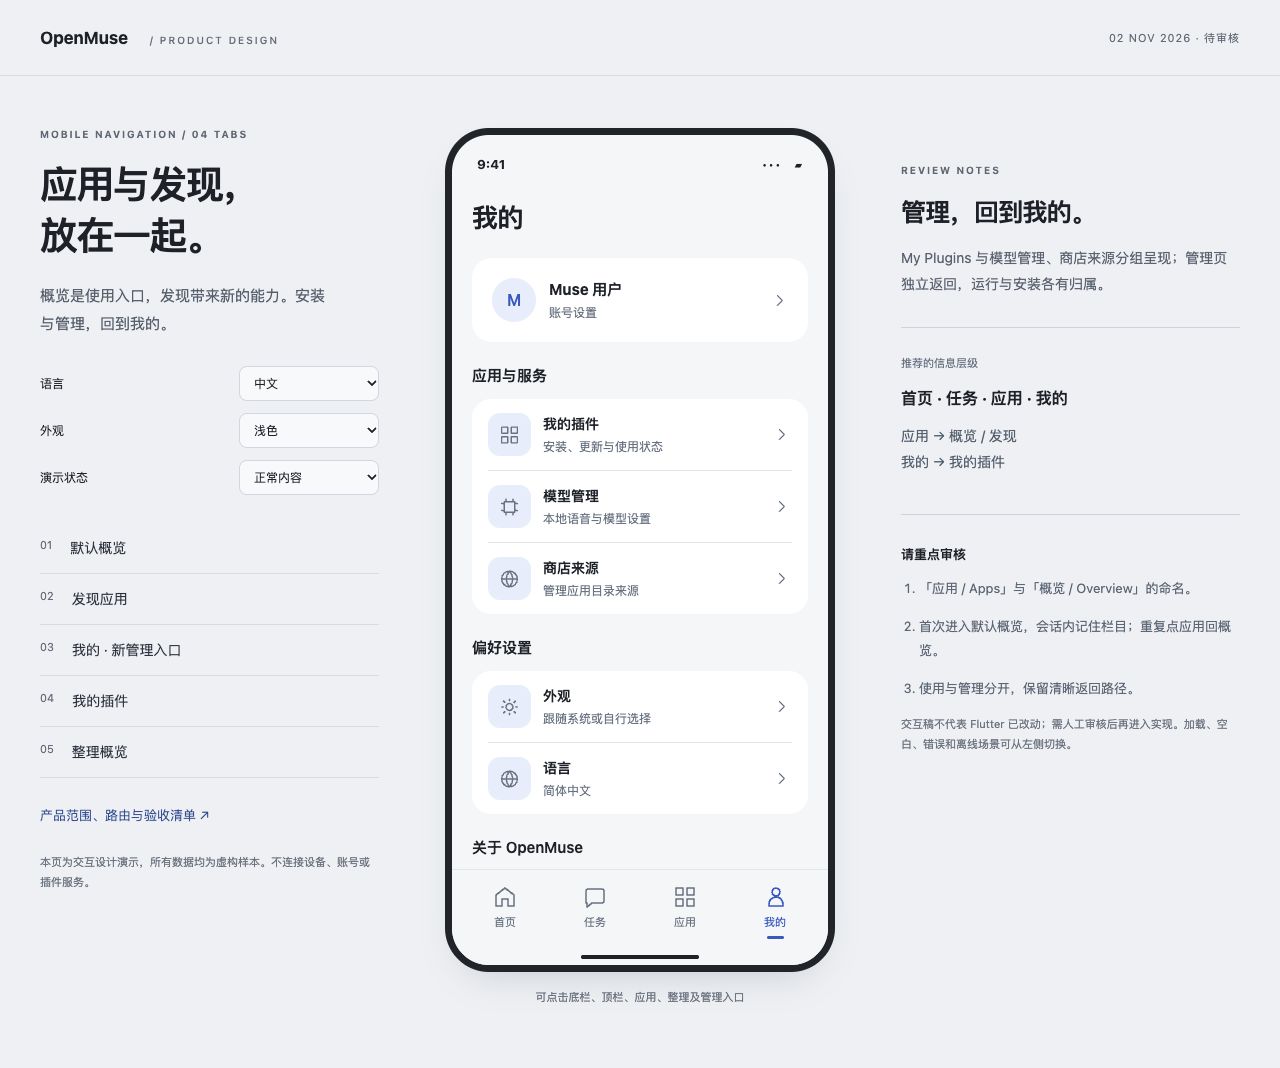 OpenMuse / PRODUCT DESIGN
02 NOV 2026 · 待审核
MOBILE NAVIGATION / 04 TABS
应用与发现，
放在一起。
概览是使用入口，发现带来新的能力。安装
与管理，回到我的。
语言 中文
外观 浅色
演示状态 正常内容
01 默认概览
02 发现应用
03 我的 · 新管理入口
04 我的插件
05 整理概览
产品范围、路由与验收清单 ↗
本页为交互设计演示，所有数据均为虚构样本。不连接设备、账号或
插件服务。
9:41
我的
M
Muse 用户
账号设置
应用与服务
我的插件
安装、更新与使用状态
模型管理
本地语音与模型设置
商店来源
管理应用目录来源
偏好设置
外观
跟随系统或自行选择
语言
简体中文
关于 OpenMuse
首页 任务 应用 我的
可点击底栏、顶栏、应用、整理及管理入口
REVIEW NOTES
管理，回到我的。
My Plugins 与模型管理、商店来源分组呈现；管理页
独立返回，运行与安装各有归属。
推荐的信息层级
首页 · 任务 · 应用 · 我的
应用 → 概览 / 发现
我的 → 我的插件
请重点审核
1. 「应用 / Apps」与「概览 / Overview」的命名。
2. 首次进入默认概览，会话内记住栏目；重复点应用回概
览。
3. 使用与管理分开，保留清晰返回路径。
交互稿不代表 Flutter 已改动；需人工审核后再进入实现。加载、空
白、错误和离线场景可从左侧切换。